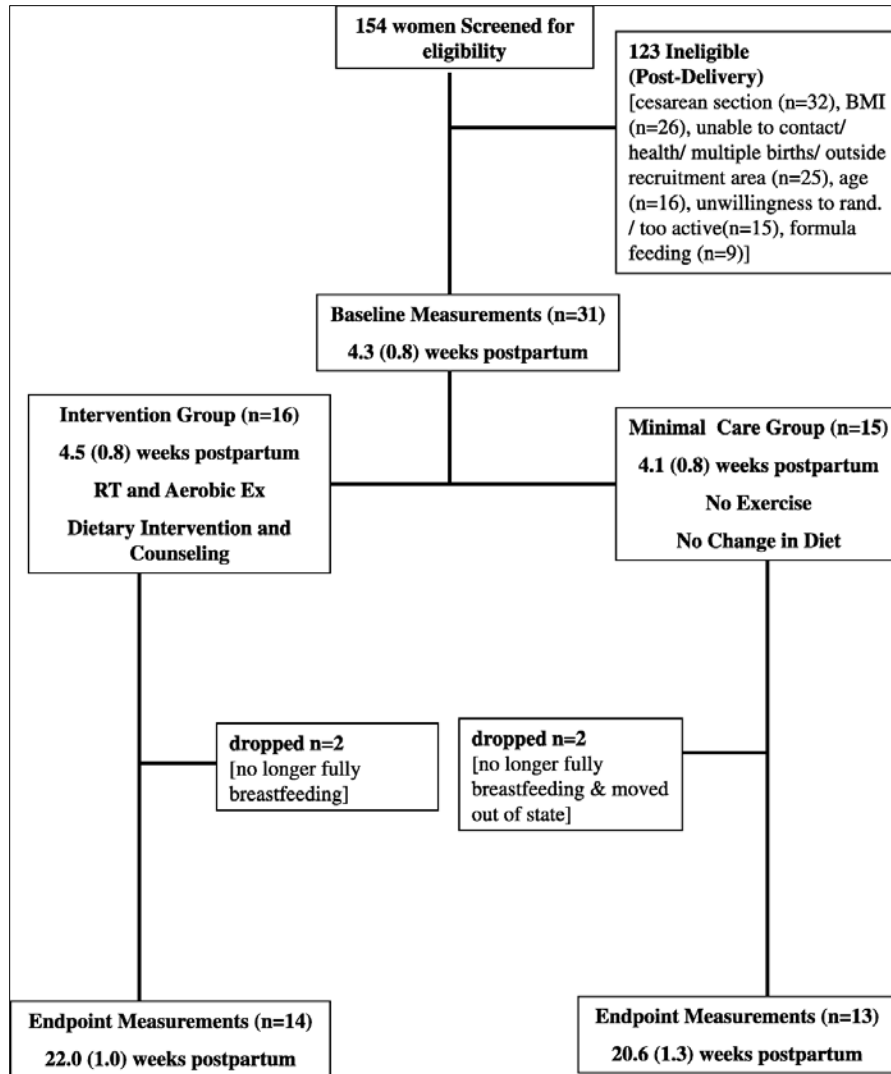 154 women Screened for
eligibility
123 Ineligible
(Post-Delivery)
[cesarean section (n=32), BMI
(n=26), unable to contact/
health/ multiple births/ outside
recruitment area (n=25), age
(n=16), unwillingness to rand.
/ too active(n=15), formula
feeding (n=9)]
Baseline Measurements (n=31)
4.3 (0.8) weeks postpartum
Intervention Group (n=16)
4.5 (0.8) weeks postpartum
RT and Aerobic Ex
Dietary Intervention and
Counseling
Minimal Care Group (n=15)
4.1 (0.8) weeks postpartum
No Exercise
No Change in Diet
dropped n=2
[no longer fully
breastfeeding]
dropped n=2
[no longer fully
breastfeeding & moved
out of state]
Endpoint Measurements (n=14)
22.0 (1.0) weeks postpartum
Endpoint Measurements (n=13)
20.6 (1.3) weeks postpartum